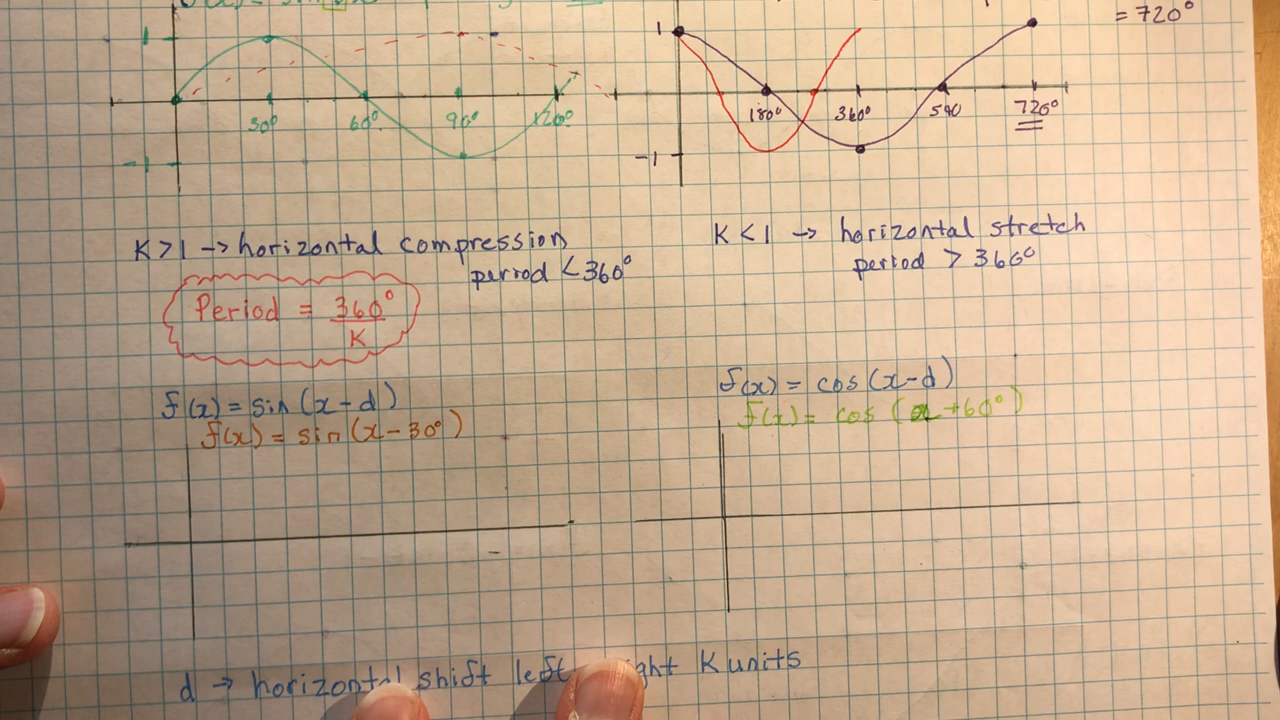 = 720°
1
30°
60°
90°
120°
-1
1
180°
360°
540
720°
-1
K > 1 → horizontal compression
period < 360°
K < 1 → horizontal stretch
period > 360°
Period = 360°
K
f(x) = sin (x-d)
f(x) = sin (x-30°)
f(x) = cos (x-d)
f(x) = cos (x+60°)
d → horizontal shift left K units